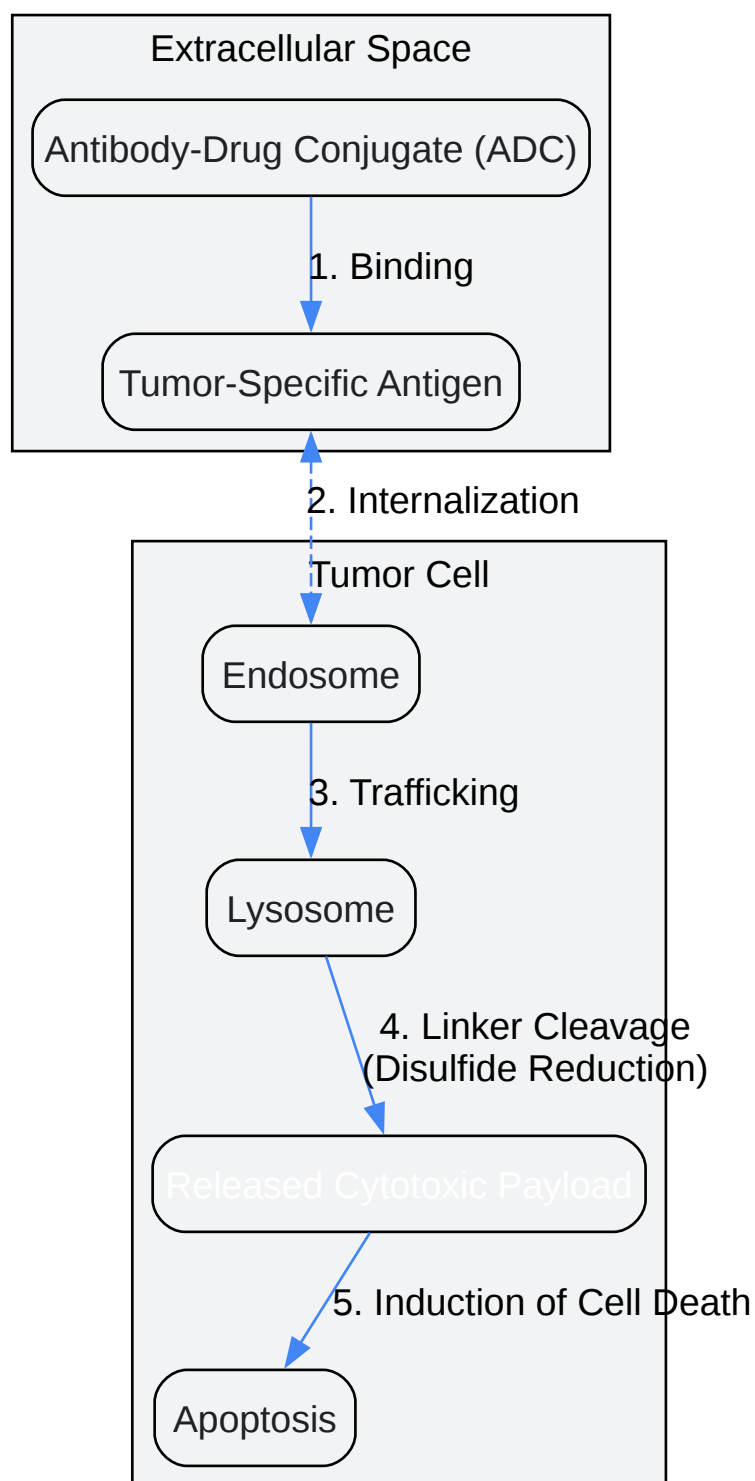 Extracellular Space
Antibody-Drug Conjugate (ADC)
1. Binding
Tumor-Specific Antigen
2. Internalization
Tumor Cell
Endosome
3. Trafficking
Lysosome
4. Linker Cleavage
(Disulfide Reduction)
Released Cytotoxic Payload
5. Induction of Cell Death
Apoptosis